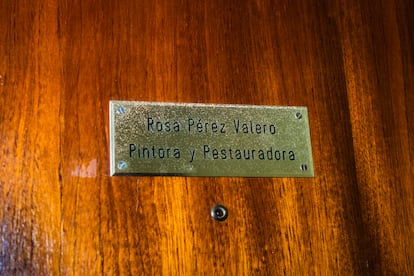 Rosa Pérez Valero
Pintora y Restauradora